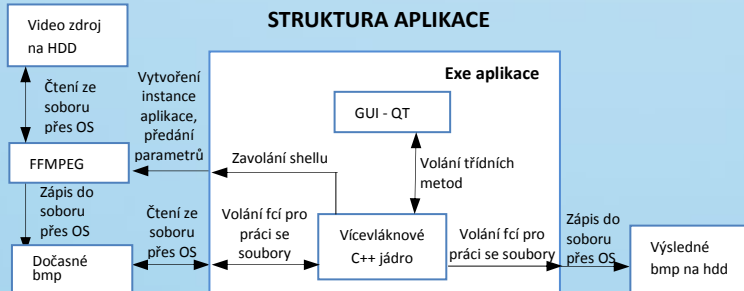 STRUKTURA APLIKACE
Video zdroj
na HDD
Čtení ze
soboru
přes OS
FFMPEG
Zápis do
soboru
přes OS
Dočasné
bmp
Vytvoření
instance
aplikace,
předání
parametrů
Čtení ze
soboru
přes OS
Exe aplikace
GUI - QT
Zavolání shellu
Volání třídních
metod
Volání fcí pro
práci se
soubory
Vícevláknové
C++ jádro
Volání fcí pro
práci se soubory
Zápis do
soboru
přes OS
Výsledné
bmp na hdd